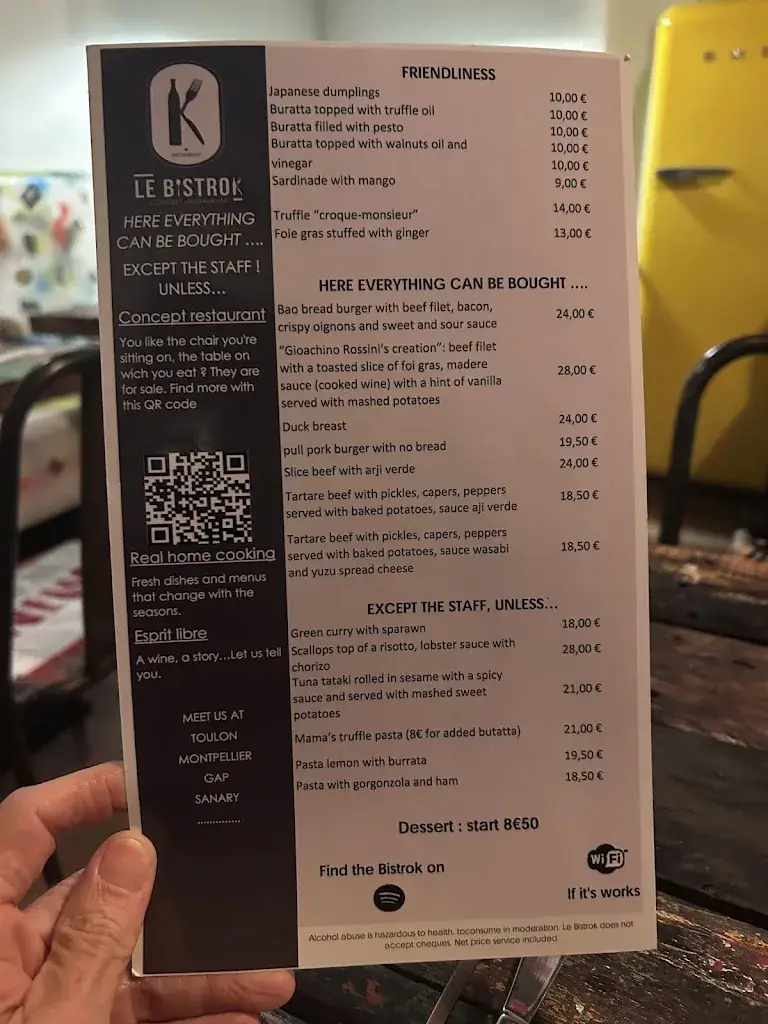 K
LE BISTROK
HERE EVERYTHING
CAN BE BOUGHT ....
EXCEPT THE STAFF !
UNLESS...
Concept restaurant
You like the chair you're
sitting on, the table on
wich you eat ? They are
for sale. Find more with
this QR code
Real home cooking
Fresh dishes and menus
that change with the
seasons.
Esprit libre
A wine, a story...Let us tell
you.
MEET US AT
TOULON
MONTPELLIER
GAP
SANARY
..............
FRIENDLINESS
Japanese dumplings 10,00 €
Buratta topped with truffle oil 10,00 €
Buratta filled with pesto 10,00 €
Buratta topped with walnuts oil and 10,00 €
vinegar 10,00 €
Sardinade with mango 9,00 €
Truffle "croque-monsieur" 14,00 €
Foie gras stuffed with ginger 13,00 €
HERE EVERYTHING CAN BE BOUGHT ....
Bao bread burger with beef filet, bacon,
crispy oignons and sweet and sour sauce 24,00 €
"Gioachino Rossini's creation": beef filet
with a toasted slice of foi gras, madere
sauce (cooked wine) with a hint of vanilla 28,00 €
served with mashed potatoes
Duck breast 24,00 €
pull pork burger with no bread 19,50 €
Slice beef with arji verde 24,00 €
Tartare beef with pickles, capers, peppers
served with baked potatoes, sauce aji verde 18,50 €
Tartare beef with pickles, capers, peppers
served with baked potatoes, sauce wasabi 18,50 €
and yuzu spread cheese
EXCEPT THE STAFF, UNLESS...
Green curry with sparawn 18,00 €
Scallops top of a risotto, lobster sauce with 28,00 €
chorizo
Tuna tataki rolled in sesame with a spicy
sauce and served with mashed sweet 21,00 €
potatoes
Mama's truffle pasta (8€ for added butatta) 21,00 €
Pasta lemon with burrata 19,50 €
Pasta with gorgonzola and ham 18,50 €
Dessert : start 8€50
Find the Bistrok on
Wi Fi
If it's works
Alcohol abuse is hazardous to health, toconsume in moderation. Le Bistrok does not
accept cheques. Net price service included